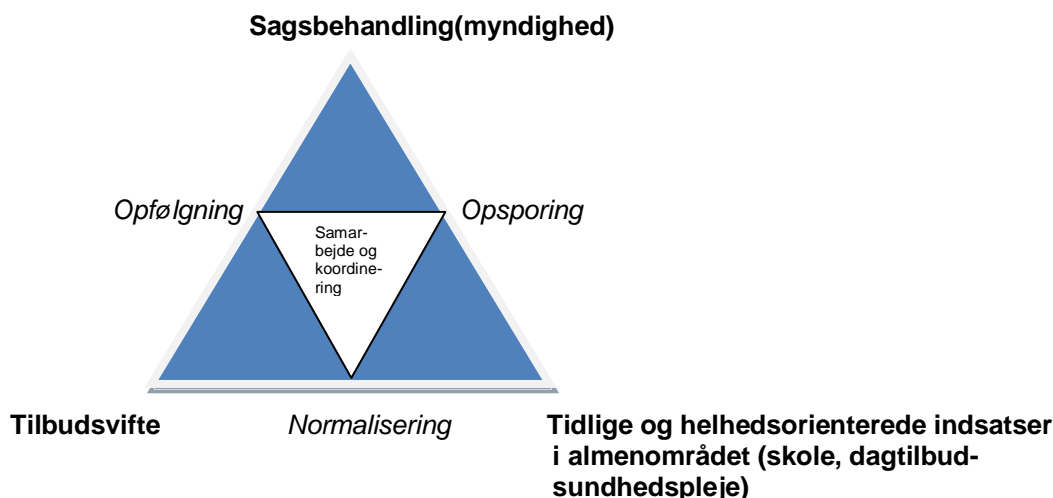 Sagsbehandling(myndighed)
Opfølgning
Opsporing
Samar-
bejde og
koordine-
ring
Tilbudsvifte
Normalisering
Tidlige og helhedsorienterede indsatser
i almenområdet (skole, dagtilbud-
sundhedspleje)